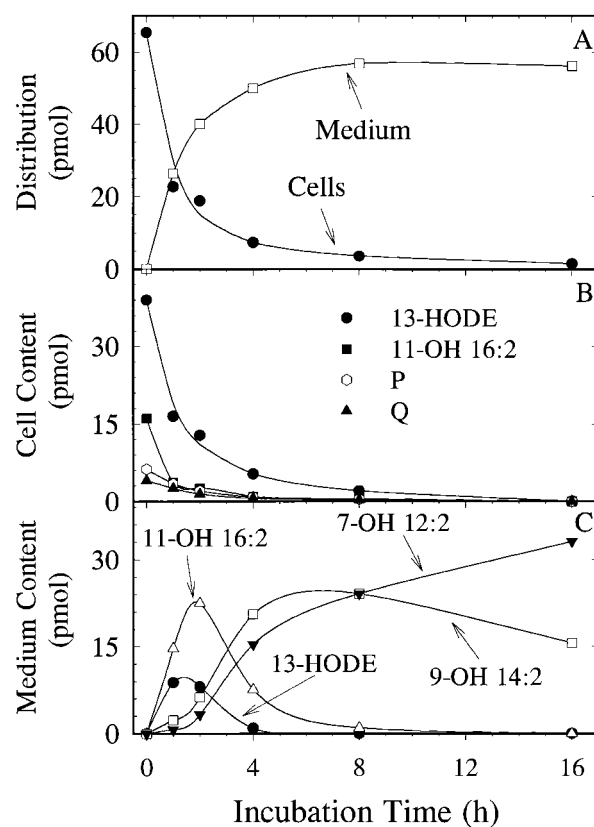 A
60
40
20
0
Distribution
(pmol)
Medium
Cells
B
30
15
0
Cell Content
(pmol)
13-HODE
11-OH 16:2
P
Q
C
30
15
0
Medium Content
(pmol)
11-OH 16:2
7-OH 12:2
13-HODE
9-OH 14:2
0 4 8 12 16
Incubation Time (h)